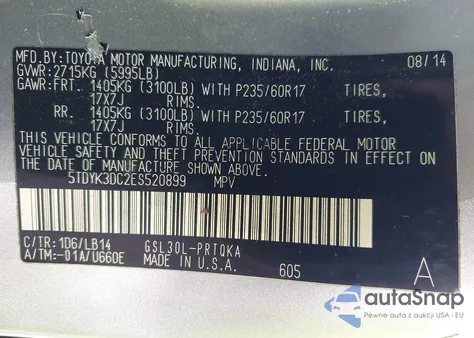 MFD. BY: TOYOTA MOTOR MANUFACTURING, INDIANA, INC. 08/14
GVWR: 2715KG (5995LB)
GAWR: FRT. 1405KG (3100LB) WITH P235/60R17 TIRES,
17X7J RIMS.
RR. 1405KG (3100LB) WITH P235/60R17 TIRES,
17X7J RIMS.
THIS VEHICLE CONFORMS TO ALL APPLICABLE FEDERAL MOTOR
VEHICLE SAFETY AND THEFT PREVENTION STANDARDS IN EFFECT
ON THE DATE OF MANUFACTURE SHOWN ABOVE.
5TDYK3DC2ES520899 MPV
C/TR: 1D6/LB14 GSL30L-PRTQKA
A/TM: -01A/U660E MADE IN U.S.A. 605 A
autoSnap
Pewne auta z aukcji USA i EU